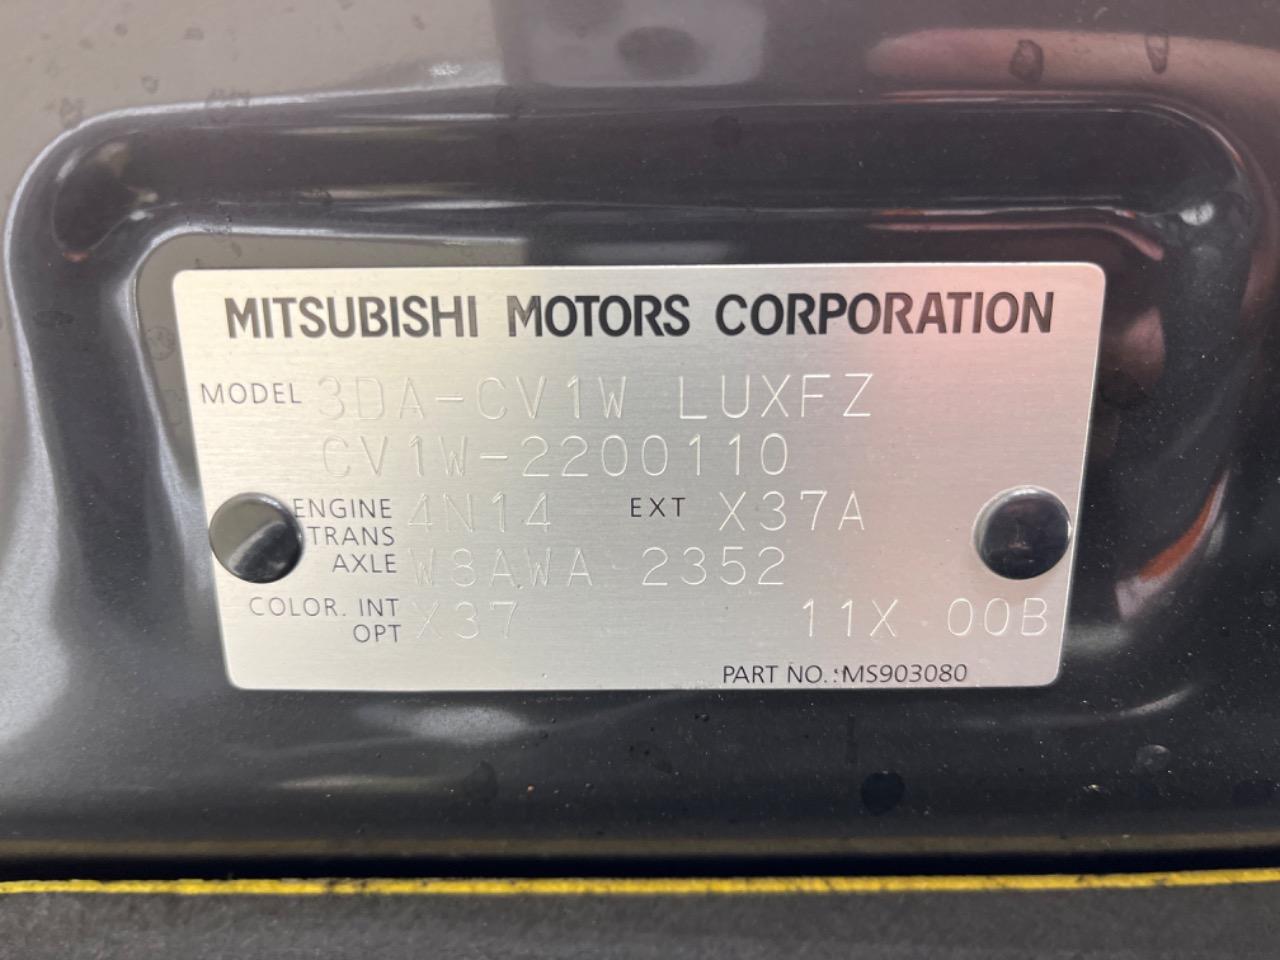 MITSUBISHI MOTORS CORPORATION
MODEL 3DA-CV1W LUXFZ
CV1W-2200110
ENGINE 4N14 EXT X37A
TRANS
AXLE W8AWA 2352
COLOR. INT X37 11X 00B
OPT
PART NO.:MS903080